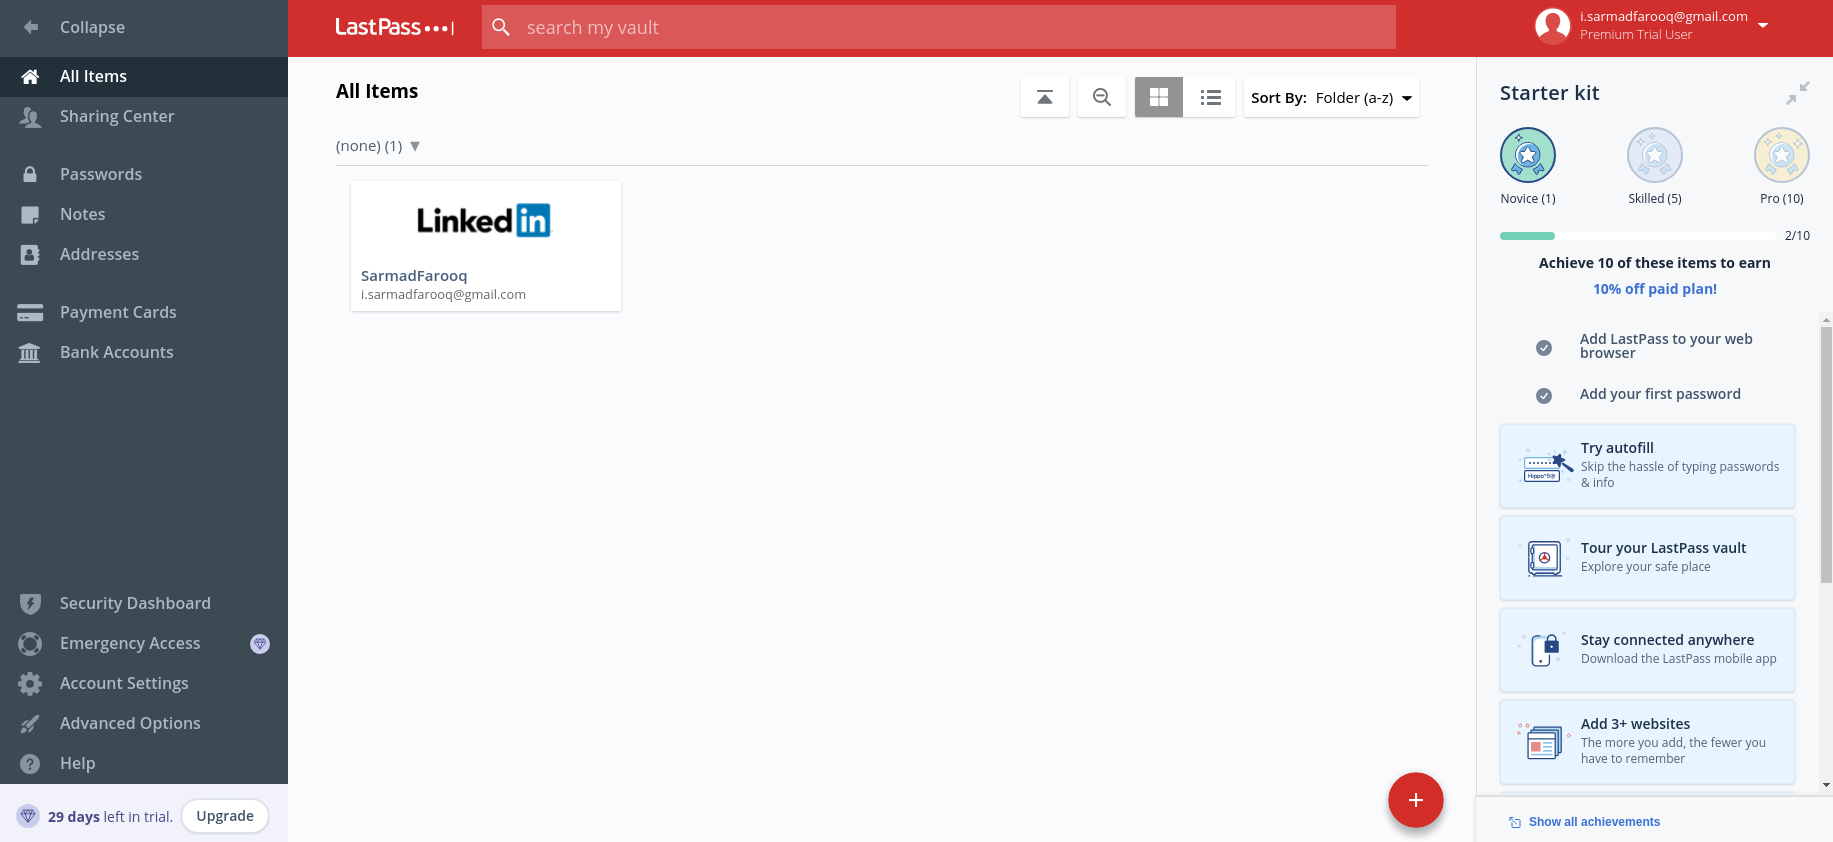 Collapse
All Items
Sharing Center
Passwords
Notes
Addresses
Payment Cards
Bank Accounts
Security Dashboard
Emergency Access
Account Settings
Advanced Options
Help
29 days left in trial.
Upgrade
LastPass
search my vault
i.sarmadfarooq@gmail.com
Premium Trial User
All Items
Sort By: Folder (a-z)
(none) (1)
Linked in
SarmadFarooq
i.sarmadfarooq@gmail.com
Starter kit
Novice (1)
Skilled (5)
Pro (10)
2/10
Achieve 10 of these items to earn
10% off paid plan!
Add LastPass to your web
browser
Add your first password
Hippo*5@
Try autofill
Skip the hassle of typing passwords
& info
Tour your LastPass vault
Explore your safe place
Stay connected anywhere
Download the LastPass mobile app
Add 3+ websites
The more you add, the fewer you
have to remember
Show all achievements